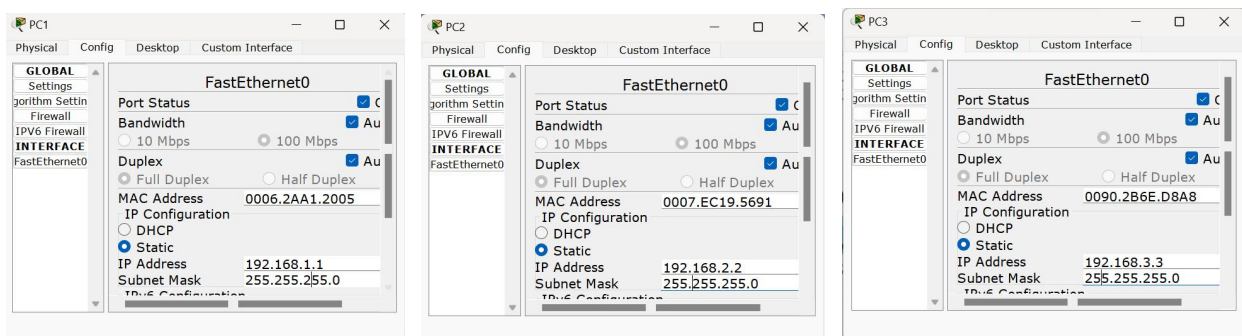 PC1
Physical Config Desktop Custom Interface
GLOBAL
Settings
gorithm Settin
Firewall
IPV6 Firewall
INTERFACE
FastEthernet0
FastEthernet0
Port Status
Bandwidth Au
10 Mbps 100 Mbps
Duplex Au
Full Duplex Half Duplex
MAC Address 0006.2AA1.2005
IP Configuration
DHCP
Static
IP Address 192.168.1.1
Subnet Mask 255.255.255.0
IPv6 Configuration
PC2
Physical Config Desktop Custom Interface
GLOBAL
Settings
gorithm Settin
Firewall
IPV6 Firewall
INTERFACE
FastEthernet0
FastEthernet0
Port Status
Bandwidth Au
10 Mbps 100 Mbps
Duplex Au
Full Duplex Half Duplex
MAC Address 0007.EC19.5691
IP Configuration
DHCP
Static
IP Address 192.168.2.2
Subnet Mask 255.255.255.0
IPv6 Configuration
PC3
Physical Config Desktop Custom Interface
GLOBAL
Settings
gorithm Settin
Firewall
IPV6 Firewall
INTERFACE
FastEthernet0
FastEthernet0
Port Status
Bandwidth Au
10 Mbps 100 Mbps
Duplex Au
Full Duplex Half Duplex
MAC Address 0090.2B6E.D8A8
IP Configuration
DHCP
Static
IP Address 192.168.3.3
Subnet Mask 255.255.255.0
IPv6 Configuration